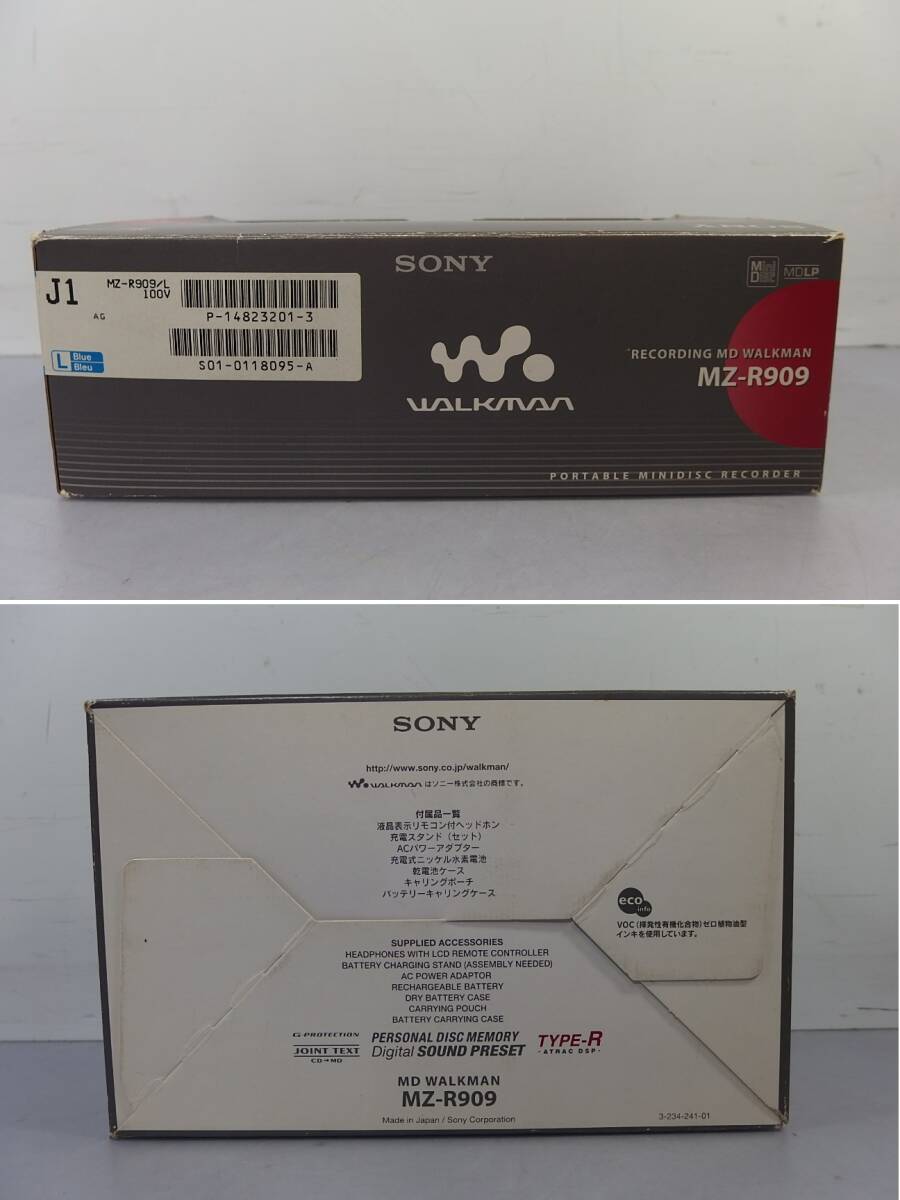 SONY
J1
MZ-R909/L
100V
AG
P-14823201-3
S01-0118095-A
L Blue
Bleu
Mini
Disc
MDLP
WALKMAN
RECORDING MD WALKMAN
MZ-R909
PORTABLE MINIDISC RECORDER
SONY
http://www.sony.co.jp/walkman/
WALKMAN はソニー株式会社の商標です。
付属品一覧
液晶表示リモコン付ヘッドホン
充電スタンド（セット）
ACパワーアダプター
充電式ニッケル水素電池
乾電池ケース
キャリングポーチ
バッテリーキャリングケース
eco
info
VOC（揮発性有機化合物）ゼロ植物油型
インキを使用しています。
SUPPLIED ACCESSORIES
HEADPHONES WITH LCD REMOTE CONTROLLER
BATTERY CHARGING STAND (ASSEMBLY NEEDED)
AC POWER ADAPTOR
RECHARGEABLE BATTERY
DRY BATTERY CASE
CARRYING POUCH
BATTERY CARRYING CASE
G-PROTECTION
JOINT TEXT
CD→MD
PERSONAL DISC MEMORY
Digital SOUND PRESET
TYPE-R
·ATRAC DSP·
MD WALKMAN
MZ-R909
Made in Japan / Sony Corporation
3-234-241-01